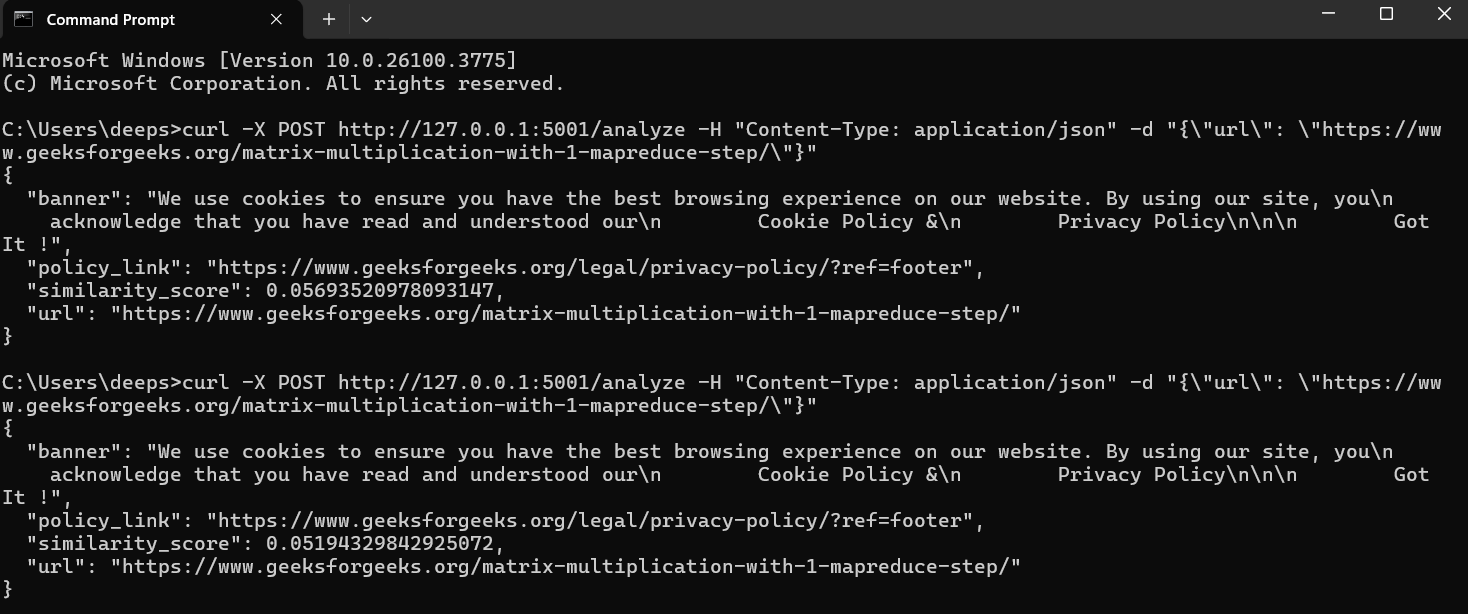 Command Prompt
Microsoft Windows [Version 10.0.26100.3775]
(c) Microsoft Corporation. All rights reserved.
C:\Users\deeps>curl -X POST http://127.0.0.1:5001/analyze -H "Content-Type: application/json" -d "{\"url\": \"https://ww
w.geeksforgeeks.org/matrix-multiplication-with-1-mapreduce-step/\"}"
{
  "banner": "We use cookies to ensure you have the best browsing experience on our website. By using our site, you\n
    acknowledge that you have read and understood our\n        Cookie Policy &\n        Privacy Policy\n\n\n        Got
It !",
  "policy_link": "https://www.geeksforgeeks.org/legal/privacy-policy/?ref=footer",
  "similarity_score": 0.05693520978093147,
  "url": "https://www.geeksforgeeks.org/matrix-multiplication-with-1-mapreduce-step/"
}
C:\Users\deeps>curl -X POST http://127.0.0.1:5001/analyze -H "Content-Type: application/json" -d "{\"url\": \"https://ww
w.geeksforgeeks.org/matrix-multiplication-with-1-mapreduce-step/\"}"
{
  "banner": "We use cookies to ensure you have the best browsing experience on our website. By using our site, you\n
    acknowledge that you have read and understood our\n        Cookie Policy &\n        Privacy Policy\n\n\n        Got
It !",
  "policy_link": "https://www.geeksforgeeks.org/legal/privacy-policy/?ref=footer",
  "similarity_score": 0.05194329842925072,
  "url": "https://www.geeksforgeeks.org/matrix-multiplication-with-1-mapreduce-step/"
}